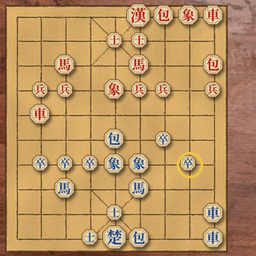 漢 包 象 車
士 士
馬 馬 包
兵 兵 象 兵 兵 兵
車
包 卒
卒 卒 卒 象 象 卒
馬 馬
士 車
士 楚 包 車